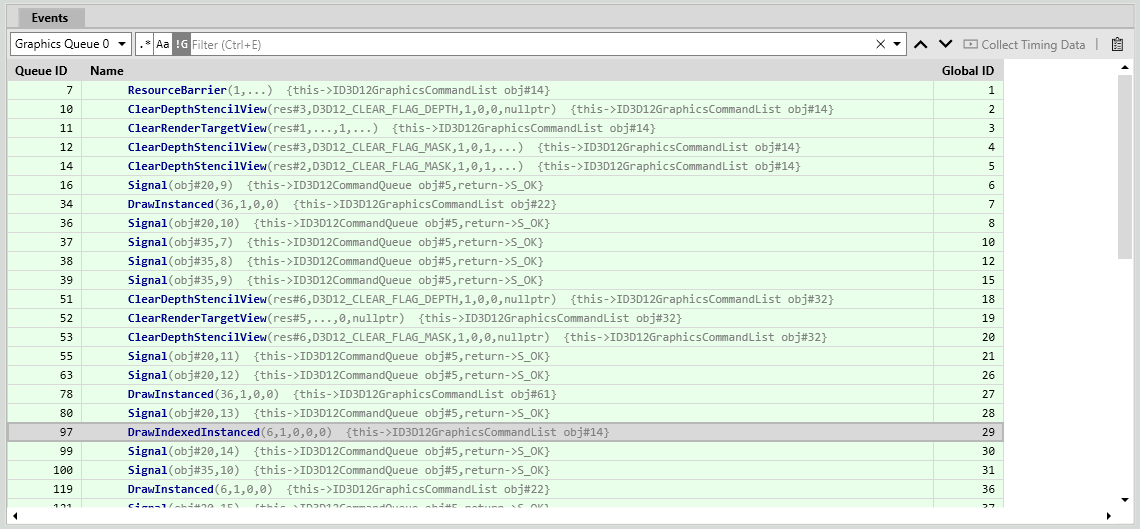 Events
Graphics Queue 0 .* Aa !G Filter (Ctrl+E) Collect Timing Data
Queue ID Name Global ID
7 ResourceBarrier(1,...) {this->ID3D12GraphicsCommandList obj#14} 1
10 ClearDepthStencilView(res#3,D3D12_CLEAR_FLAG_DEPTH,1,0,0,nullptr) {this->ID3D12GraphicsCommandList obj#14} 2
11 ClearRenderTargetView(res#1,...,1,...) {this->ID3D12GraphicsCommandList obj#14} 3
12 ClearDepthStencilView(res#3,D3D12_CLEAR_FLAG_MASK,1,0,1,...) {this->ID3D12GraphicsCommandList obj#14} 4
14 ClearDepthStencilView(res#2,D3D12_CLEAR_FLAG_MASK,1,0,1,...) {this->ID3D12GraphicsCommandList obj#14} 5
16 Signal(obj#20,9) {this->ID3D12CommandQueue obj#5,return->S_OK} 6
34 DrawInstanced(36,1,0,0) {this->ID3D12GraphicsCommandList obj#22} 7
36 Signal(obj#20,10) {this->ID3D12CommandQueue obj#5,return->S_OK} 8
37 Signal(obj#35,7) {this->ID3D12CommandQueue obj#5,return->S_OK} 10
38 Signal(obj#35,8) {this->ID3D12CommandQueue obj#5,return->S_OK} 12
39 Signal(obj#35,9) {this->ID3D12CommandQueue obj#5,return->S_OK} 15
51 ClearDepthStencilView(res#6,D3D12_CLEAR_FLAG_DEPTH,1,0,0,nullptr) {this->ID3D12GraphicsCommandList obj#32} 18
52 ClearRenderTargetView(res#5,...,0,nullptr) {this->ID3D12GraphicsCommandList obj#32} 19
53 ClearDepthStencilView(res#6,D3D12_CLEAR_FLAG_MASK,1,0,0,nullptr) {this->ID3D12GraphicsCommandList obj#32} 20
55 Signal(obj#20,11) {this->ID3D12CommandQueue obj#5,return->S_OK} 21
63 Signal(obj#20,12) {this->ID3D12CommandQueue obj#5,return->S_OK} 26
78 DrawInstanced(36,1,0,0) {this->ID3D12GraphicsCommandList obj#61} 27
80 Signal(obj#20,13) {this->ID3D12CommandQueue obj#5,return->S_OK} 28
97 DrawIndexedInstanced(6,1,0,0,0) {this->ID3D12GraphicsCommandList obj#14} 29
99 Signal(obj#20,14) {this->ID3D12CommandQueue obj#5,return->S_OK} 30
100 Signal(obj#35,10) {this->ID3D12CommandQueue obj#5,return->S_OK} 31
119 DrawInstanced(6,1,0,0) {this->ID3D12GraphicsCommandList obj#22} 36
121 Signal(obj#20,15) {this->ID3D12CommandQueue obj#5,return->S_OK} 37